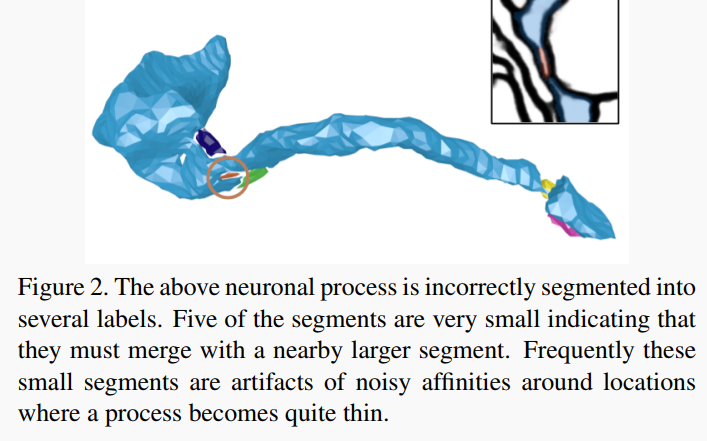 Figure 2. The above neuronal process is incorrectly segmented into
several labels. Five of the segments are very small indicating that
they must merge with a nearby larger segment. Frequently these
small segments are artifacts of noisy affinities around locations
where a process becomes quite thin.